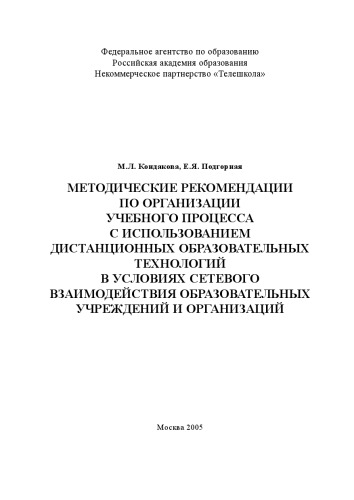 Федеральное агентство по образованию
Российская академия образования
Некоммерческое партнерство «Телешкола»
М.Л. Кондакова, Е.Я. Подгорная
МЕТОДИЧЕСКИЕ РЕКОМЕНДАЦИИ
ПО ОРГАНИЗАЦИИ
УЧЕБНОГО ПРОЦЕССА
С ИСПОЛЬЗОВАНИЕМ
ДИСТАНЦИОННЫХ ОБРАЗОВАТЕЛЬНЫХ
ТЕХНОЛОГИЙ
В УСЛОВИЯХ СЕТЕВОГО
ВЗАИМОДЕЙСТВИЯ ОБРАЗОВАТЕЛЬНЫХ
УЧРЕЖДЕНИЙ И ОРГАНИЗАЦИЙ
Москва 2005